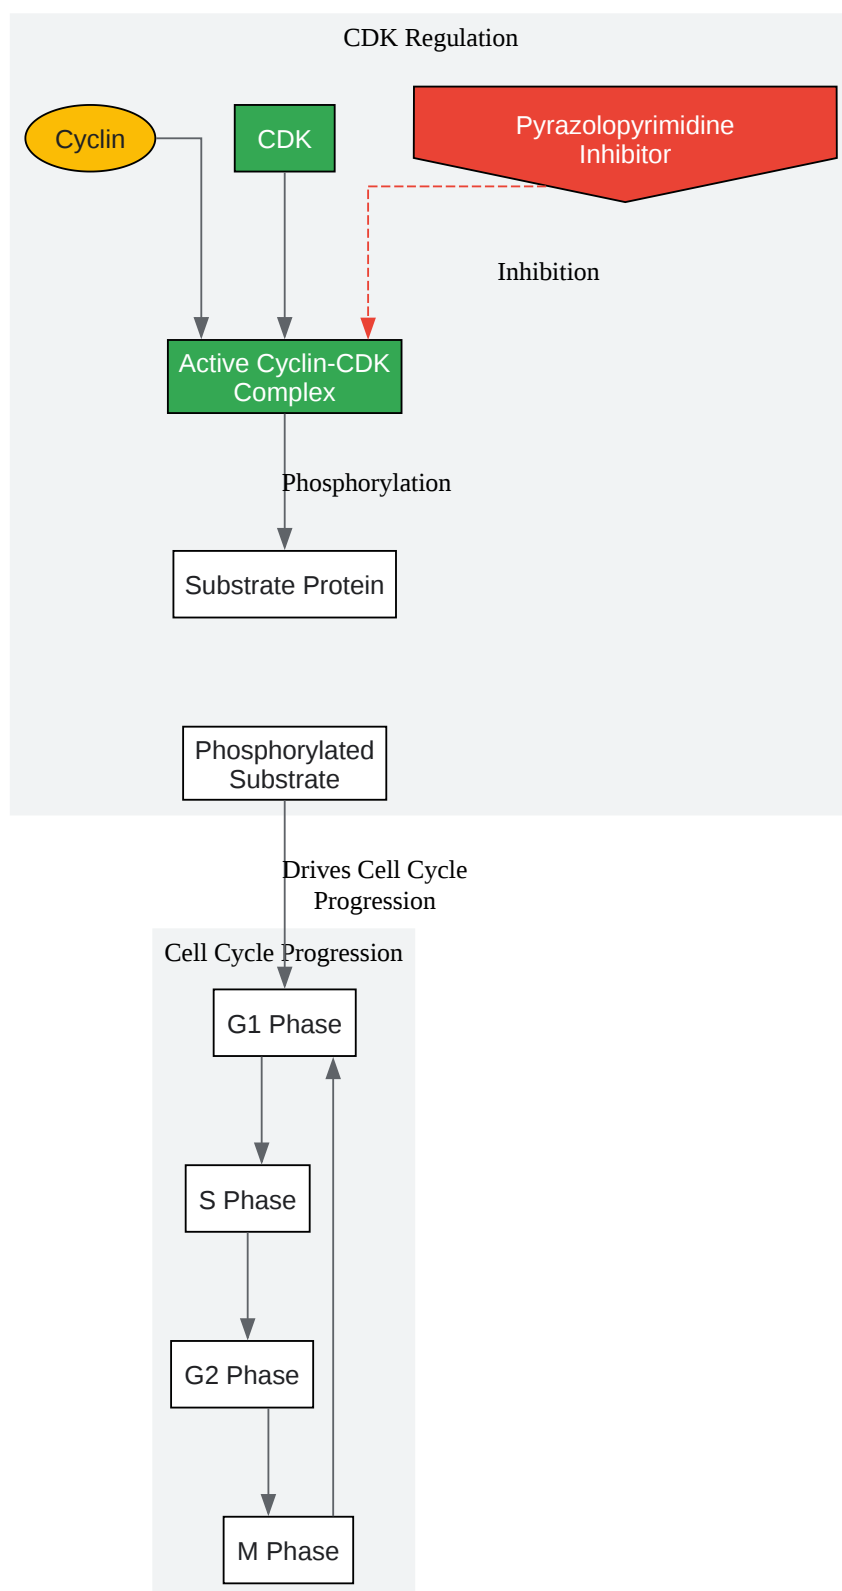 CDK Regulation
Cyclin
CDK
Pyrazolopyrimidine
Inhibitor
Inhibition
Active Cyclin-CDK
Complex
Phosphorylation
Substrate Protein
Phosphorylated
Substrate
Drives Cell Cycle
Progression
Cell Cycle Progression
G1 Phase
S Phase
G2 Phase
M Phase